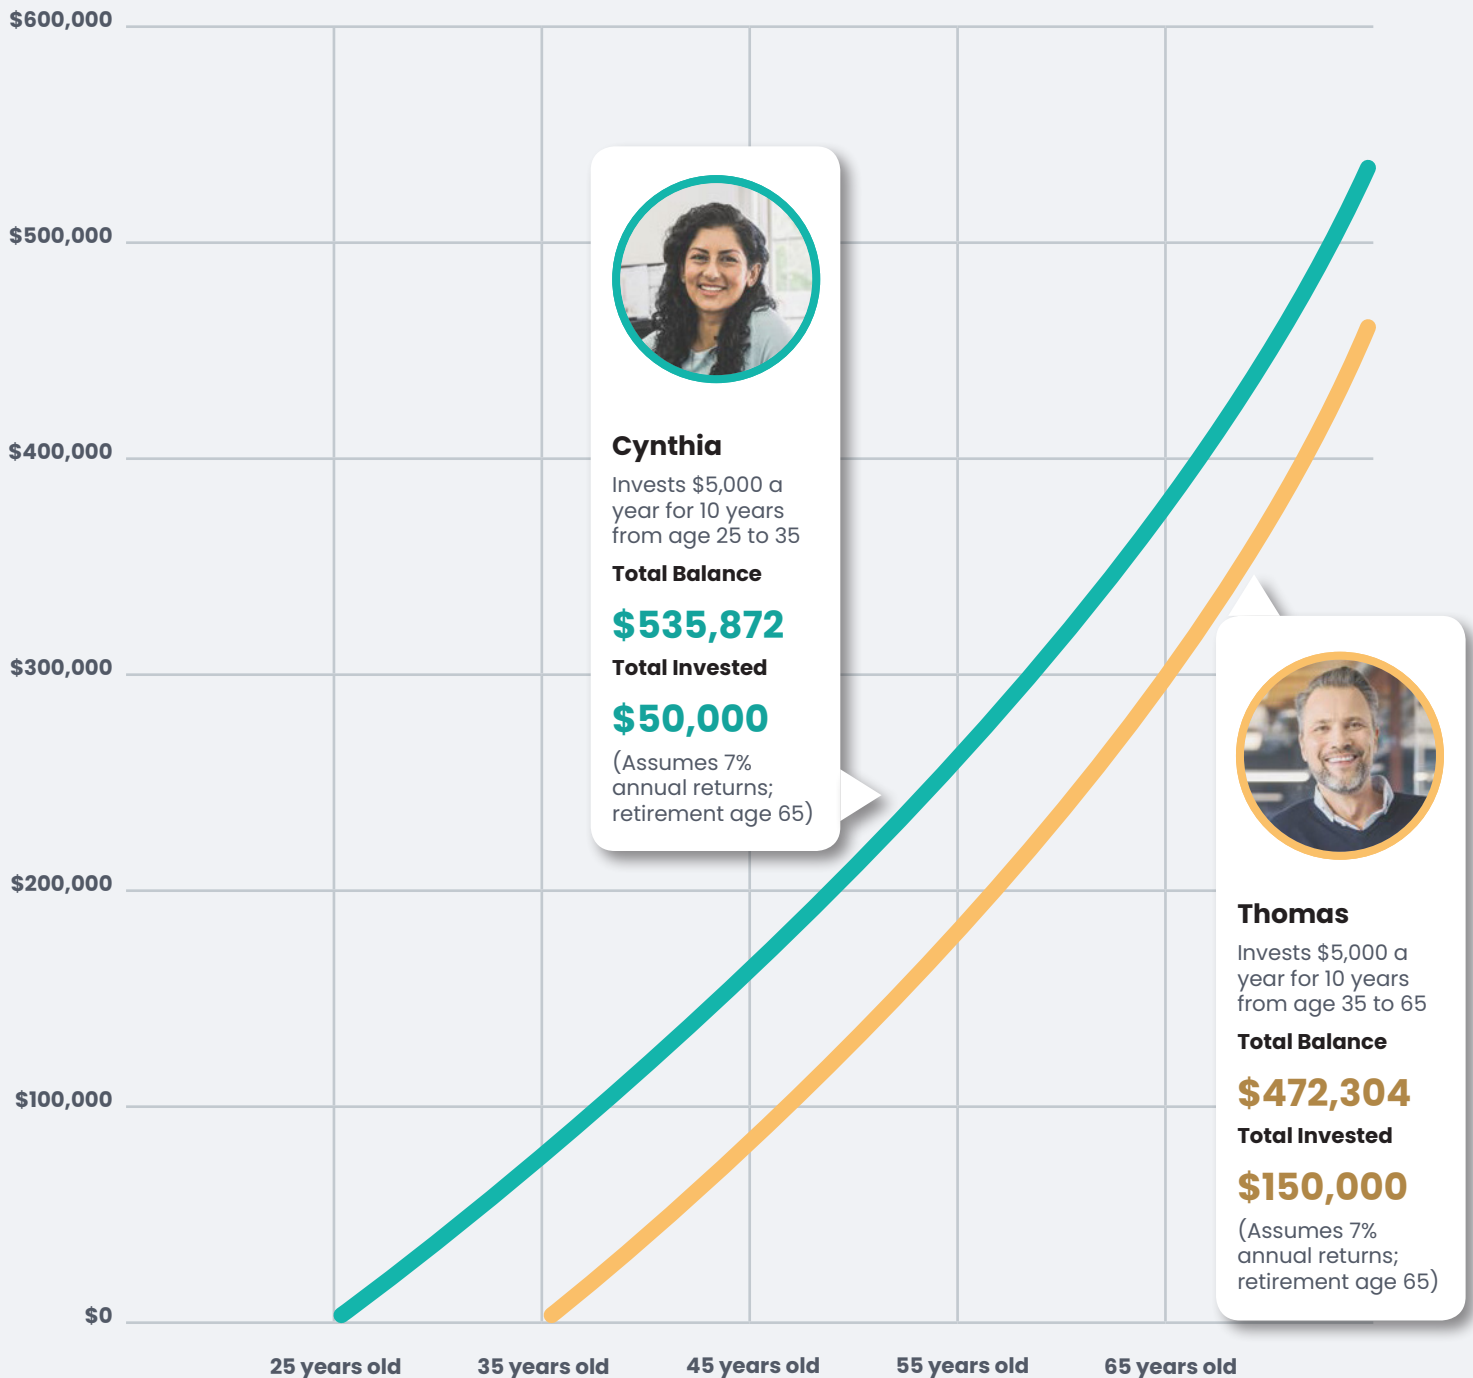 $600,000
$500,000
$400,000
$300,000
$200,000
$100,000
$0
Cynthia
Invests $5,000 a
year for 10 years
from age 25 to 35
Total Balance
$535,872
Total Invested
$50,000
(Assumes 7%
annual returns;
retirement age 65)
Thomas
Invests $5,000 a
year for 10 years
from age 35 to 65
Total Balance
$472,304
Total Invested
$150,000
(Assumes 7%
annual returns;
retirement age 65)
25 years old
35 years old
45 years old
55 years old
65 years old